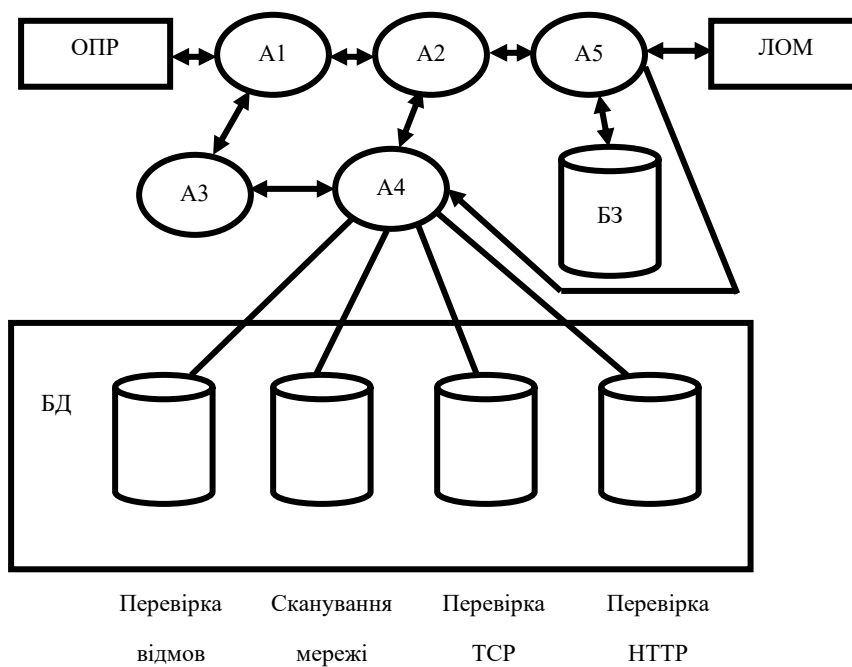 ОПР
А1
А2
А5
ЛОМ
А3
А4
БЗ
БД
Перевірка
відмов
Сканування
мережі
Перевірка
TCP
Перевірка
HTTP